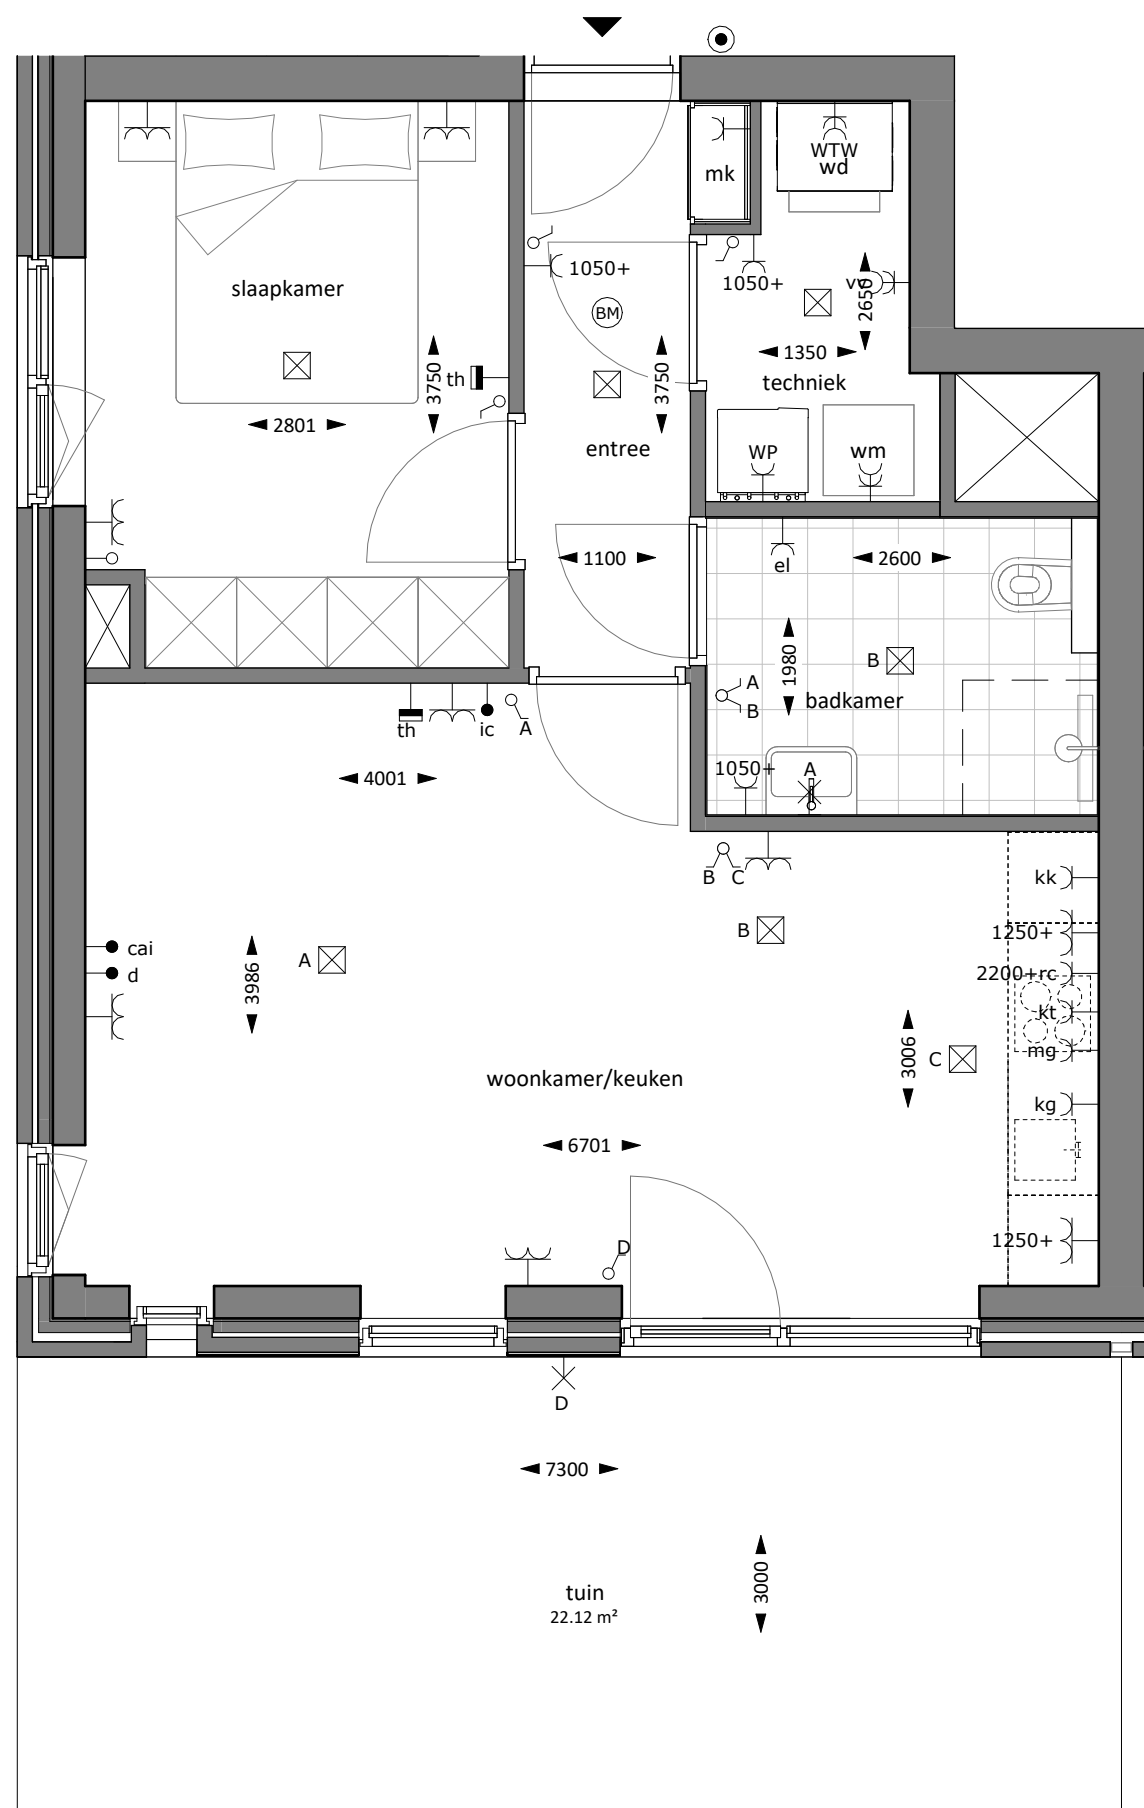 mk
WTW
wd
1050+
1050+
vv
2650
BM
slaapkamer
1350
techniek
3750
th
3750
2801
entree
WP
wm
1100
el
2600
1980
B
A
B
badkamer
th
ic
A
1050+
A
4001
B
C
kk
B
1250+
cai
d
A
3986
2200+rc
kt
mg
3006
C
woonkamer/keuken
kg
6701
D
1250+
D
7300
3000
tuin
22.12 m²